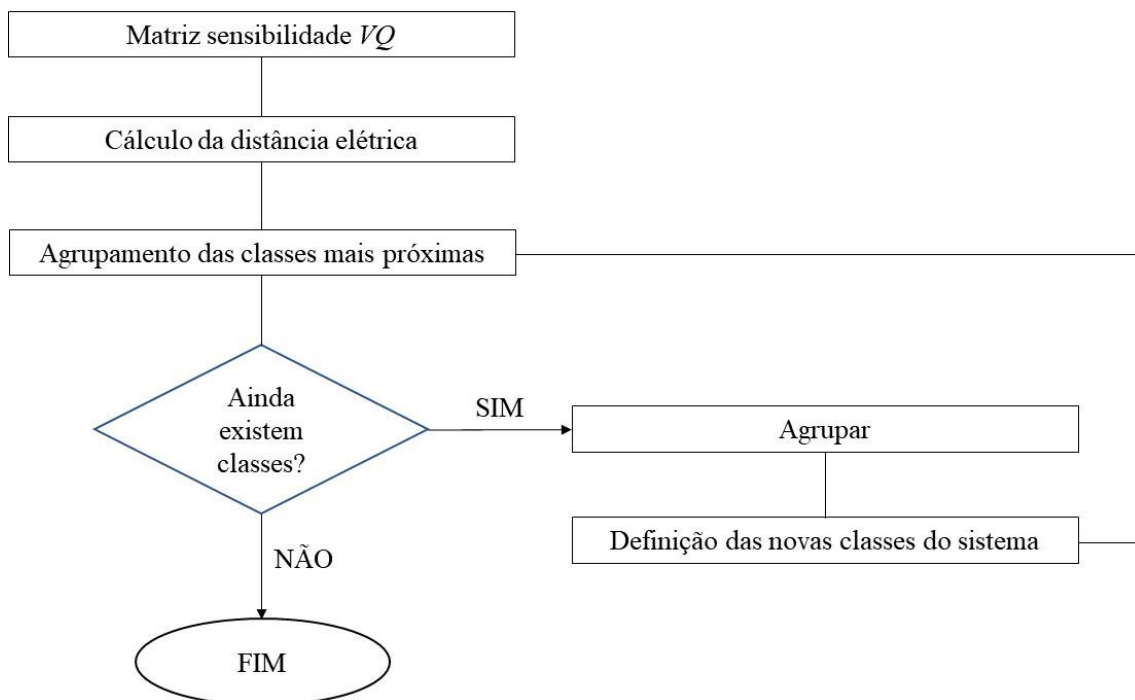 Matriz sensibilidade VQ
Cálculo da distância elétrica
Agrupamento das classes mais próximas
Ainda
existem
classes?
SIM
Agrupar
Definição das novas classes do sistema
NÃO
FIM